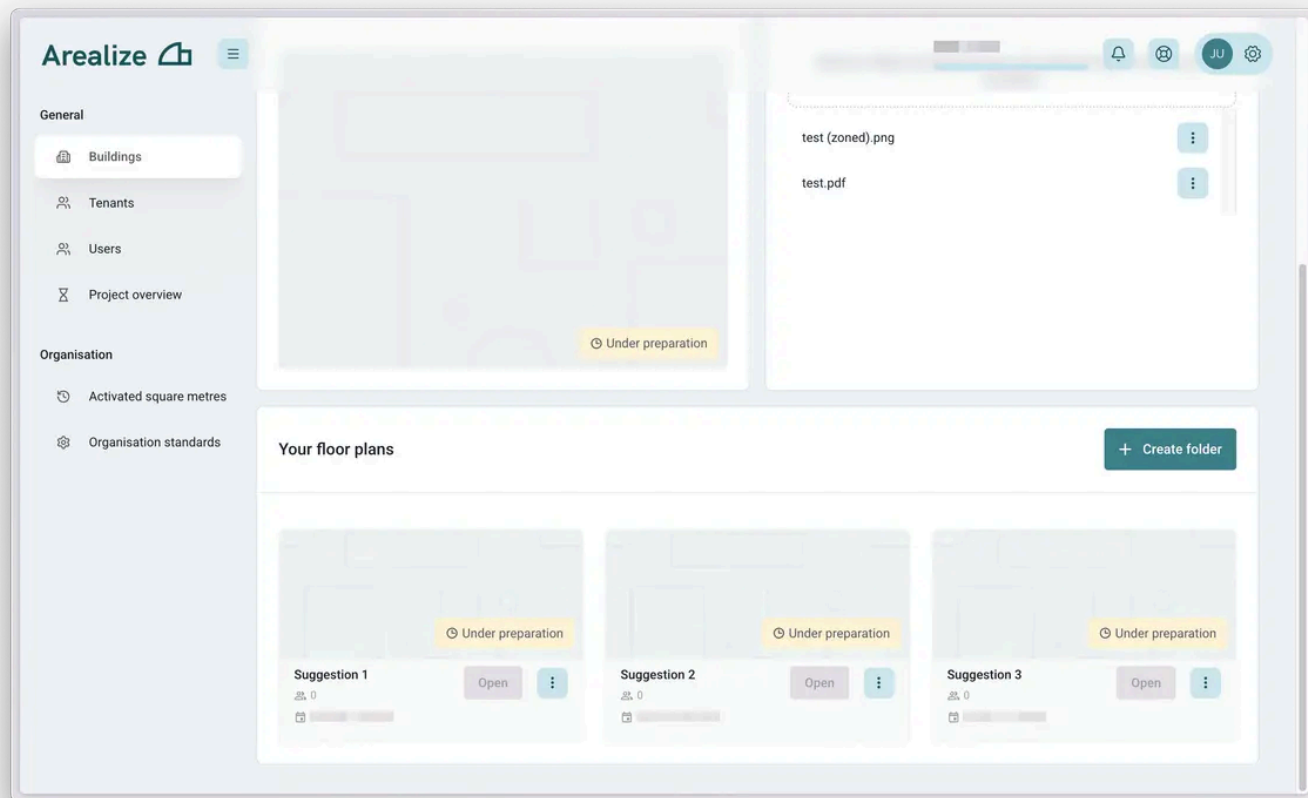 Arealize
JU
General
Buildings
Tenants
Users
Project overview
Organisation
Activated square metres
Organisation standards
Under preparation
test (zoned).png
test.pdf
Your floor plans
+ Create folder
Under preparation
Suggestion 1
0
Open
Under preparation
Suggestion 2
0
Open
Under preparation
Suggestion 3
0
Open